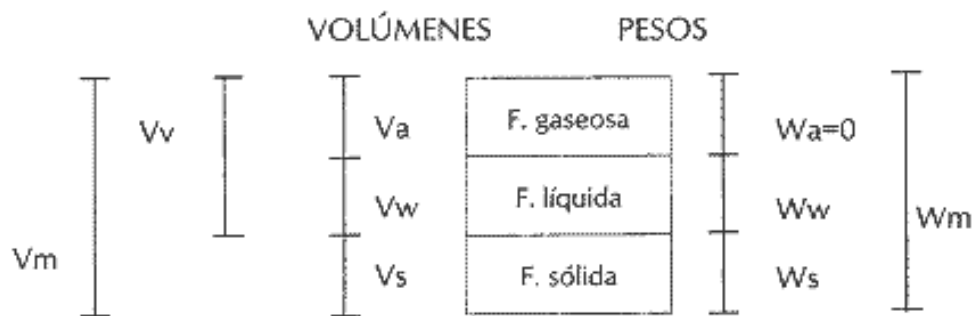 VOLÚMENES PESOS
Vv Va F. gaseosa Wa=0
Vw F. líquida Ww Wm
Vm Vs F. sólida Ws